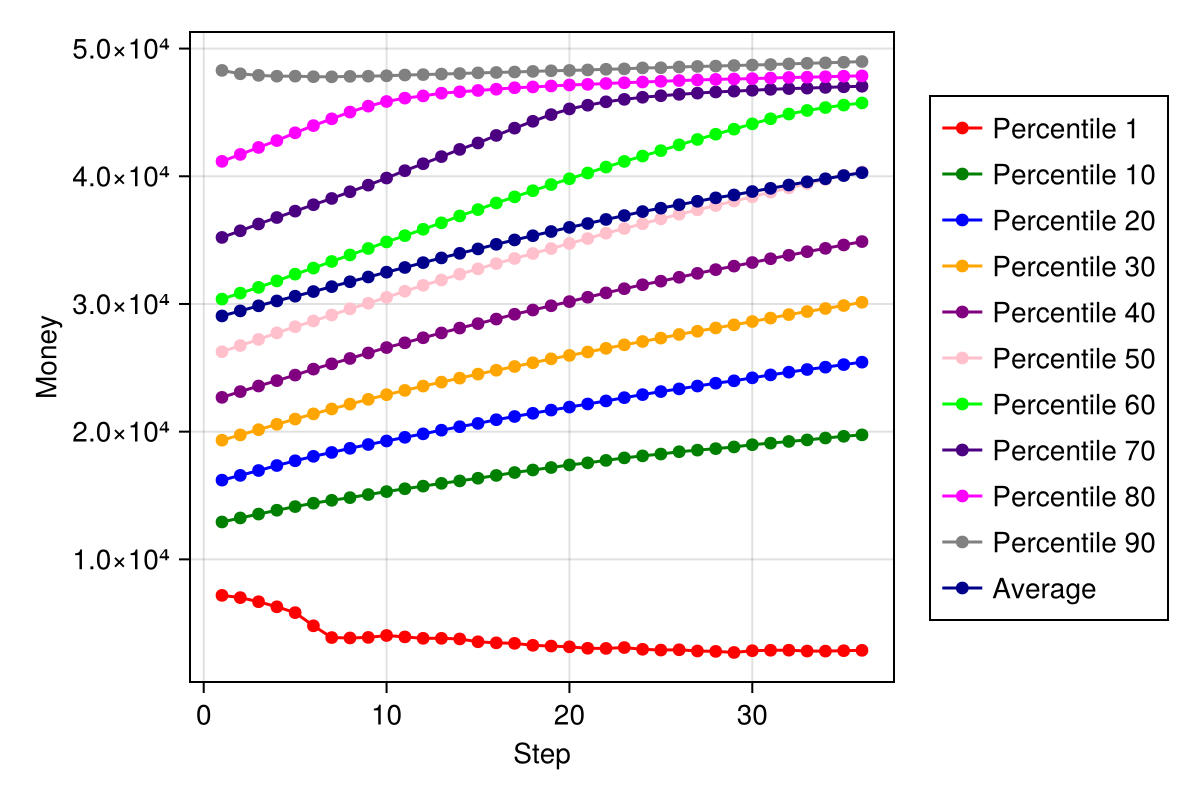 5.0×10⁴
4.0×10⁴
3.0×10⁴
2.0×10⁴
1.0×10⁴
Money
0 10 20 30
Step
Percentile 1
Percentile 10
Percentile 20
Percentile 30
Percentile 40
Percentile 50
Percentile 60
Percentile 70
Percentile 80
Percentile 90
Average